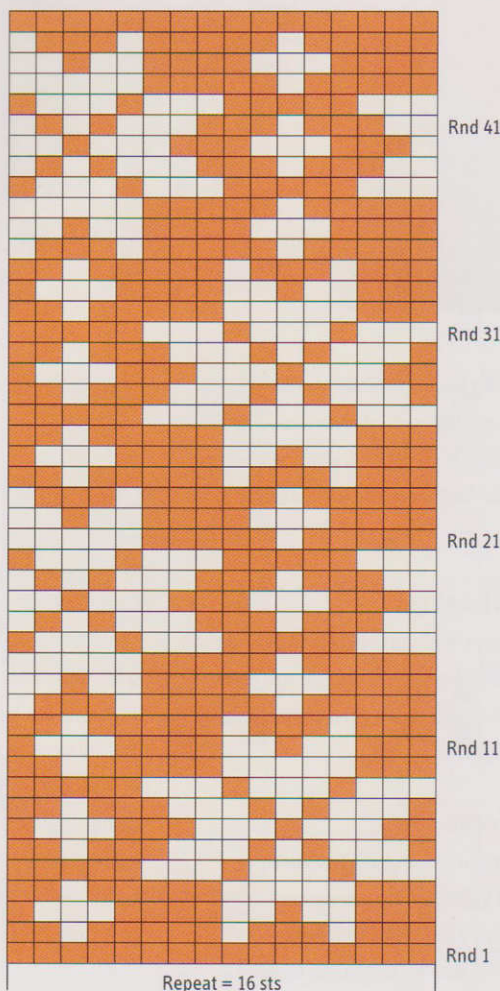 Rnd 41
Rnd 31
Rnd 21
Rnd 11
Rnd 1
Repeat = 16 sts